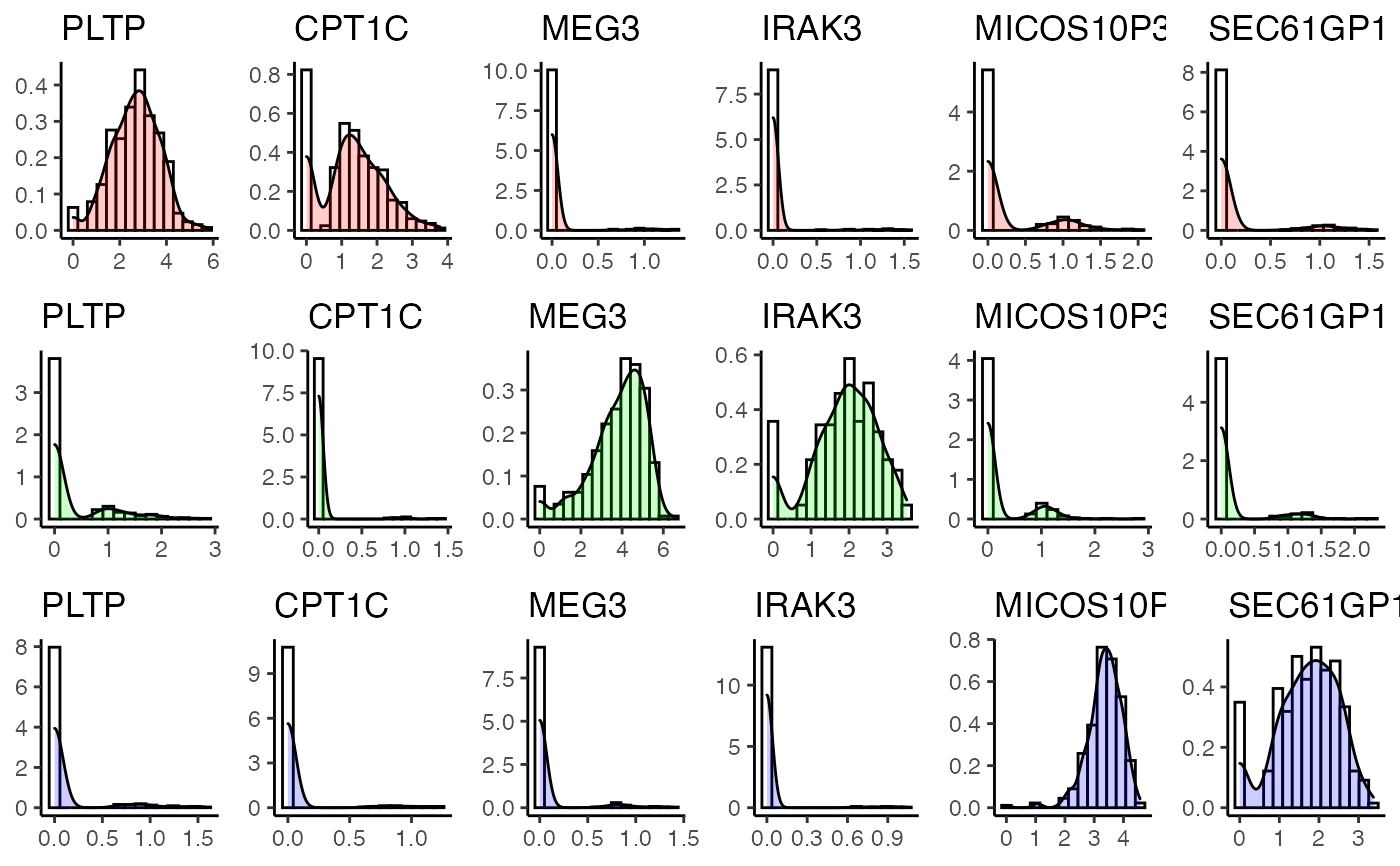 PLTP CPT1C MEG3 IRAK3 MICOS10P3 SEC61GP1
0.4 0.3 0.2 0.1 0.0
0 2 4 6
0.8 0.6 0.4 0.2 0.0
0 1 2 3 4
10.0 7.5 5.0 2.5 0.0
0.0 0.5 1.0
7.5 5.0 2.5 0.0
0.0 0.5 1.0 1.5
4 2 0
0.0 0.5 1.0 1.5 2.0
8 6 4 2 0
0.0 0.5 1.0 1.5
PLTP CPT1C MEG3 IRAK3 MICOS10P3 SEC61GP1
3 2 1 0
0 1 2 3
10.0 7.5 5.0 2.5 0.0
0.0 0.5 1.0 1.5
0.3 0.2 0.1 0.0
0 2 4 6
0.6 0.4 0.2 0.0
0 1 2 3
4 3 2 1 0
0 1 2 3
4 2 0
0.0 0.5 1.0 1.5 2.0
PLTP CPT1C MEG3 IRAK3 MICOS10P SEC61GP1
8 6 4 2 0
0.0 0.5 1.0 1.5
9 6 3 0
0.0 0.5 1.0
7.5 5.0 2.5 0.0
0.0 0.5 1.0 1.5
10 5 0
0.0 0.3 0.6 0.9
0.8 0.6 0.4 0.2 0.0
0 1 2 3 4
0.4 0.2 0.0
0 1 2 3